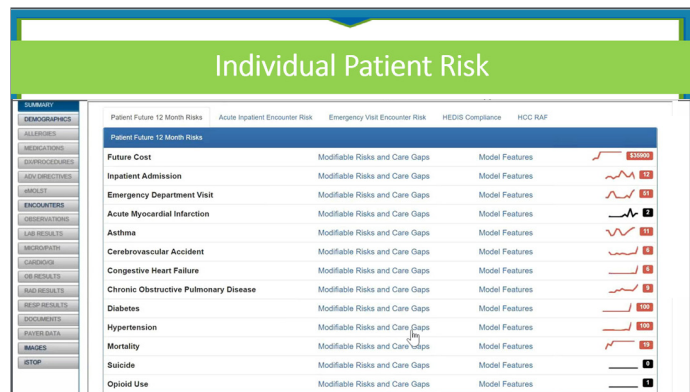 Individual Patient Risk
SUMMARY
DEMOGRAPHICS
ALLERGIES
MEDICATIONS
DX/PROCEDURES
ADV DIRECTIVES
eMOLST
ENCOUNTERS
OBSERVATIONS
LAB RESULTS
MICRO/PATH
CARDIO/GI
OB RESULTS
RAD RESULTS
RESP RESULTS
DOCUMENTS
PAYER DATA
IMAGES
iSTOP
Patient Future 12 Month Risks Acute Inpatient Encounter Risk Emergency Visit Encounter Risk HEDIS Compliance HCC RAF
Patient Future 12 Month Risks
Future Cost Modifiable Risks and Care Gaps Model Features $35900
Inpatient Admission Modifiable Risks and Care Gaps Model Features 12
Emergency Department Visit Modifiable Risks and Care Gaps Model Features 51
Acute Myocardial Infarction Modifiable Risks and Care Gaps Model Features 2
Asthma Modifiable Risks and Care Gaps Model Features 11
Cerebrovascular Accident Modifiable Risks and Care Gaps Model Features 6
Congestive Heart Failure Modifiable Risks and Care Gaps Model Features 6
Chronic Obstructive Pulmonary Disease Modifiable Risks and Care Gaps Model Features 9
Diabetes Modifiable Risks and Care Gaps Model Features 100
Hypertension Modifiable Risks and Care Gaps Model Features 100
Mortality Modifiable Risks and Care Gaps Model Features 19
Suicide Modifiable Risks and Care Gaps Model Features 0
Opioid Use Modifiable Risks and Care Gaps Model Features 1